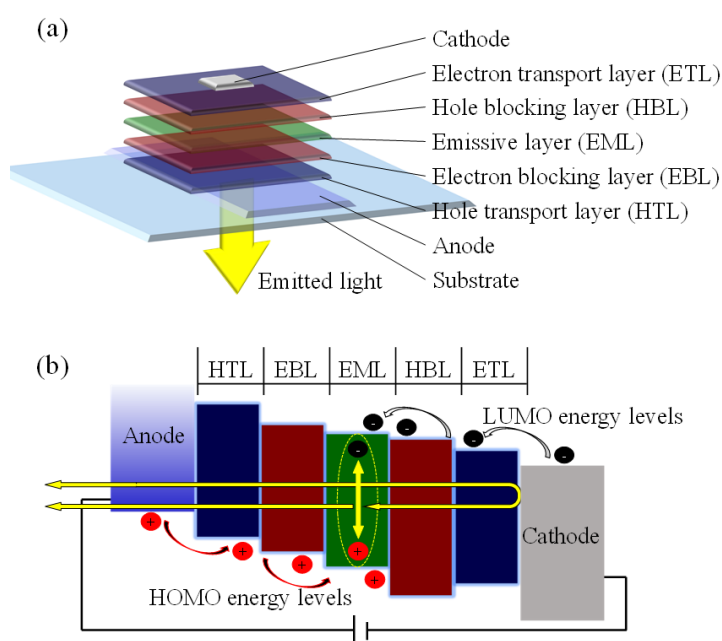 (a)
Cathode
Electron transport layer (ETL)
Hole blocking layer (HBL)
Emissive layer (EML)
Electron blocking layer (EBL)
Hole transport layer (HTL)
Anode
Substrate
Emitted light
(b)
HTL EBL EML HBL ETL
LUMO energy levels
Anode
- - - - -
Cathode
+ + + + +
HOMO energy levels